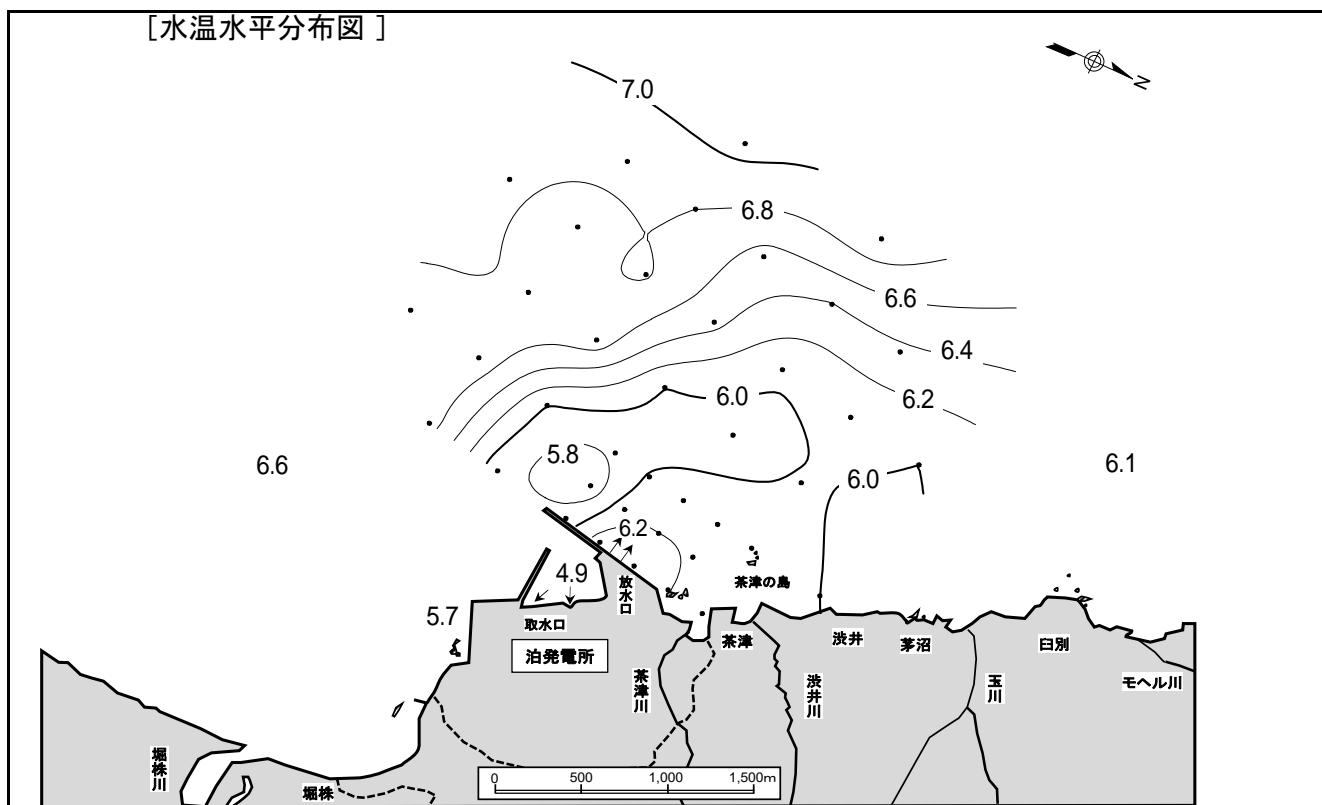 [水温水平分布図 ]
N
7.0
6.8
6.6
6.4
6.2
6.0
5.8
6.6
6.0
6.1
6.2
4.9
5.7
放水口
取水口
泊発電所
茶津の島
茶津
茶津川
渋井
渋井川
茅沼
玉川
臼別
モヘル川
堀株川
堀株
0 500 1,000 1,500m